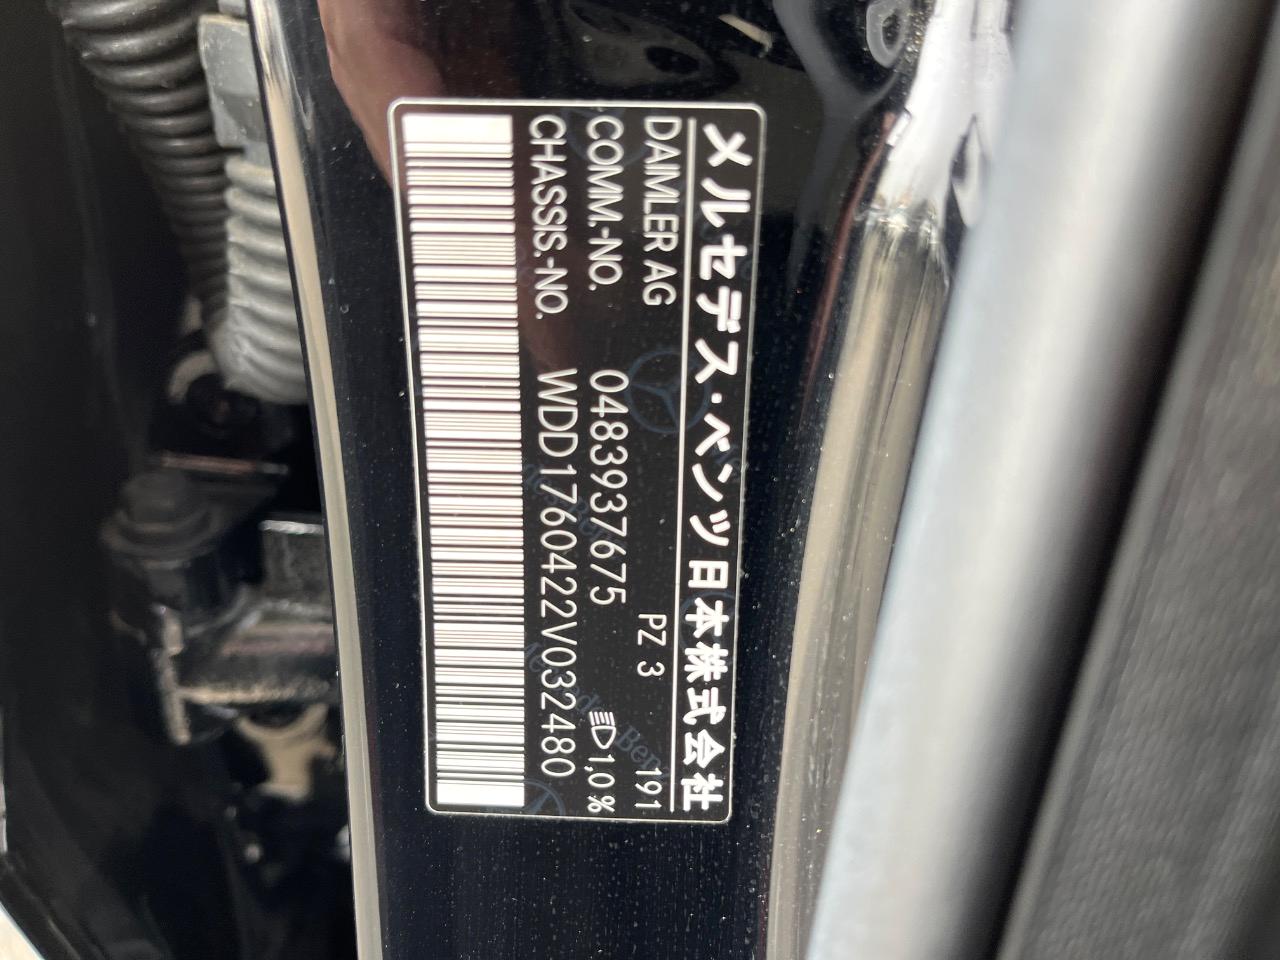 メルセデス・ベンツ日本株式会社
DAIMLER AG PZ 3 191
COMM.-NO. 0483937675 1,0%
CHASSIS.-NO. WDD1760422V032480